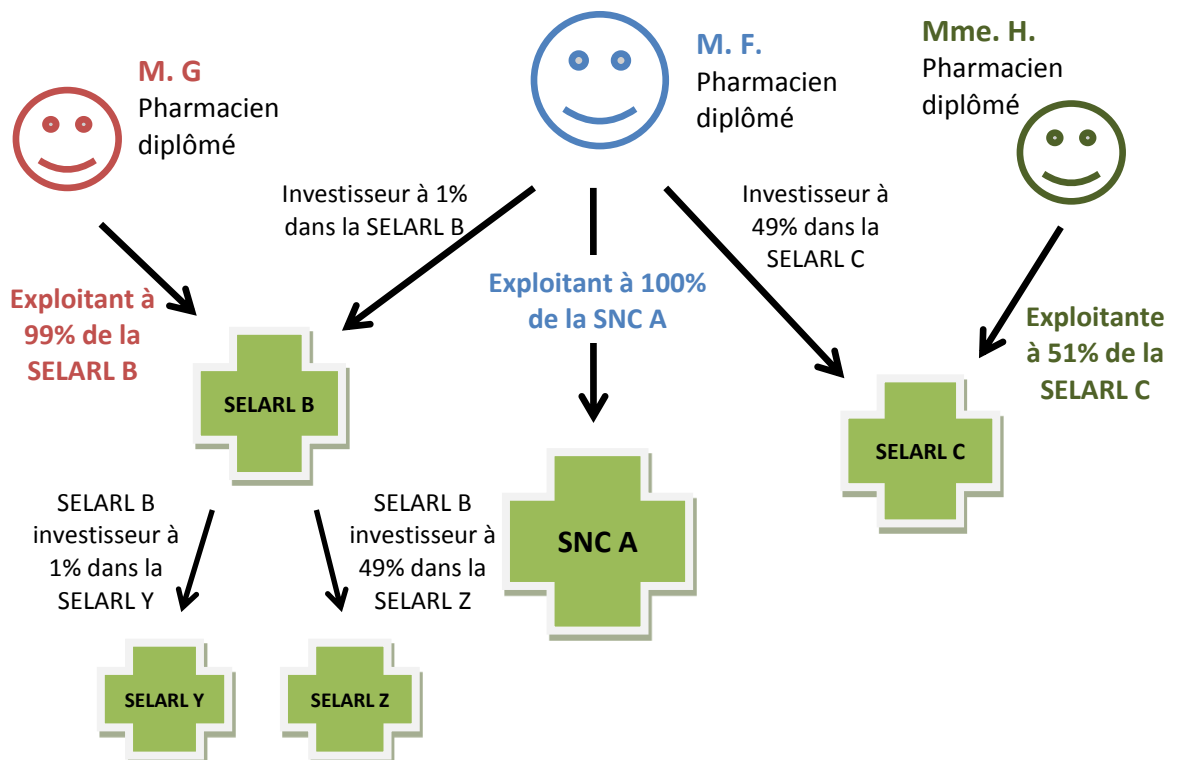 M. G
Pharmacien
diplômé
M. F.
Pharmacien
diplômé
Mme. H.
Pharmacien
diplômé
Investisseur à 1%
dans la SELARL B
Investisseur à
49% dans la
SELARL C
Exploitant à
99% de la
SELARL B
Exploitant à 100%
de la SNC A
Exploitante
à 51% de la
SELARL C
SELARL B
SELARL C
SELARL B
investisseur à
1% dans la
SELARL Y
SELARL B
investisseur à
49% dans la
SELARL Z
SNC A
SELARL Y
SELARL Z